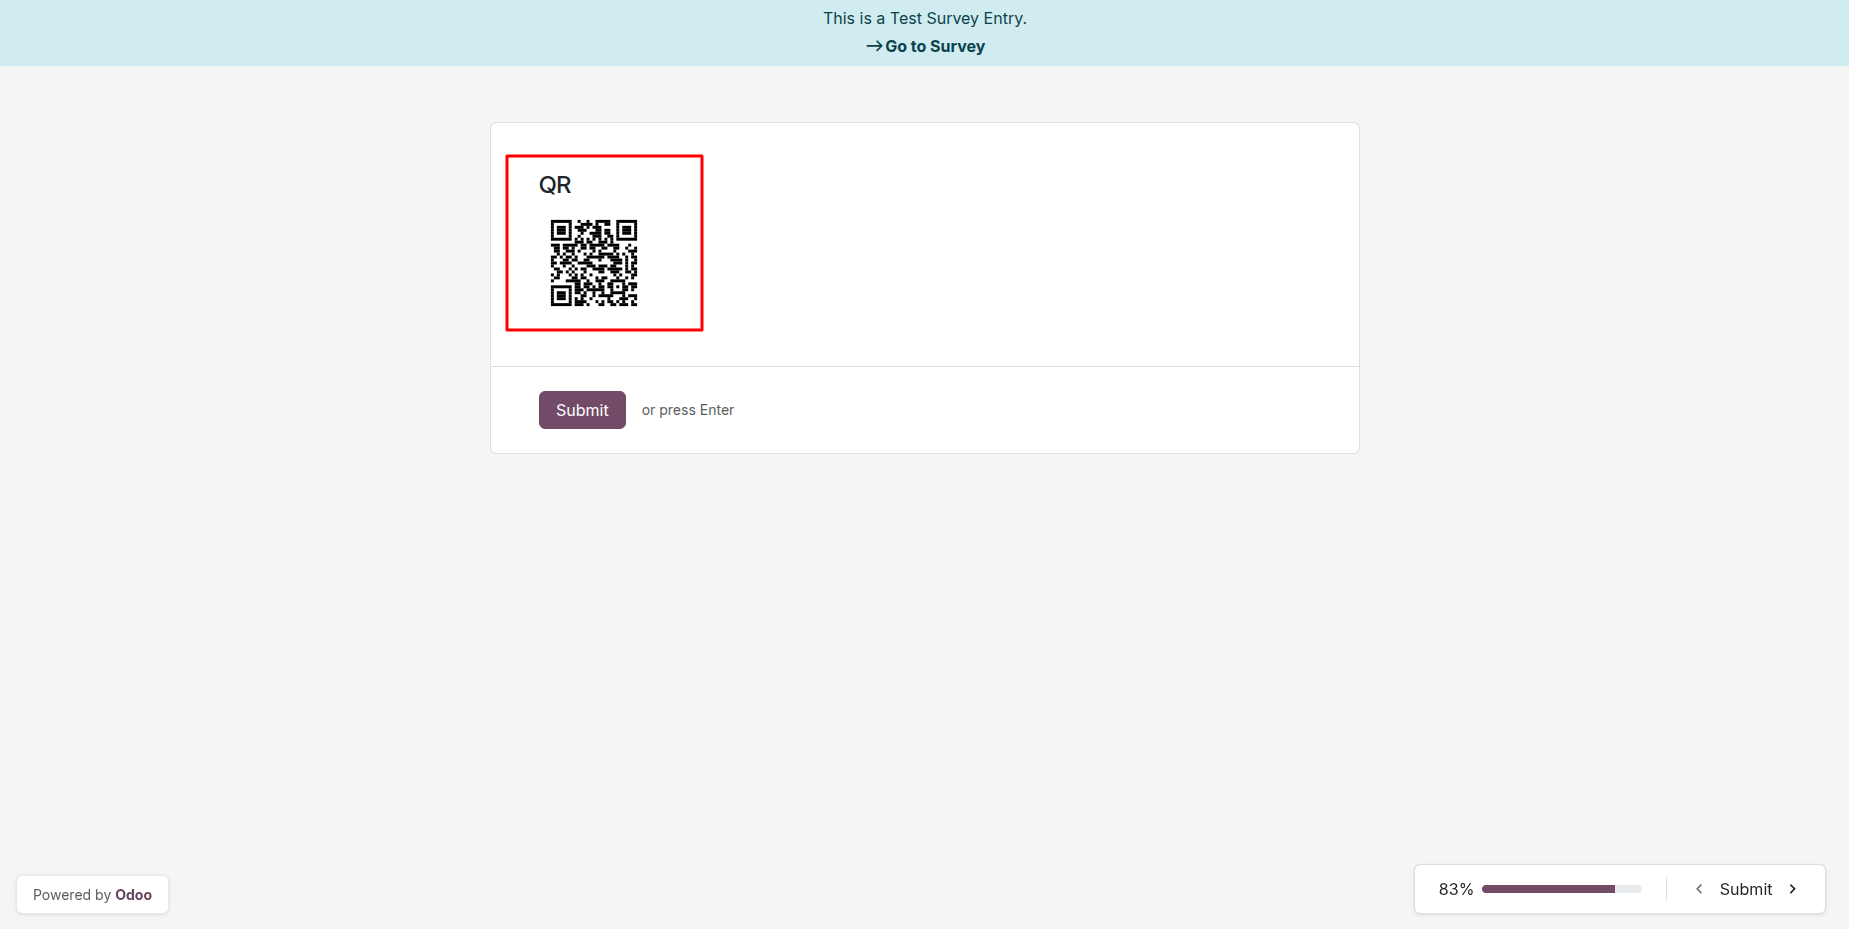 This is a Test Survey Entry.
Go to Survey
QR
Submit or press Enter
Powered by Odoo
83% Submit